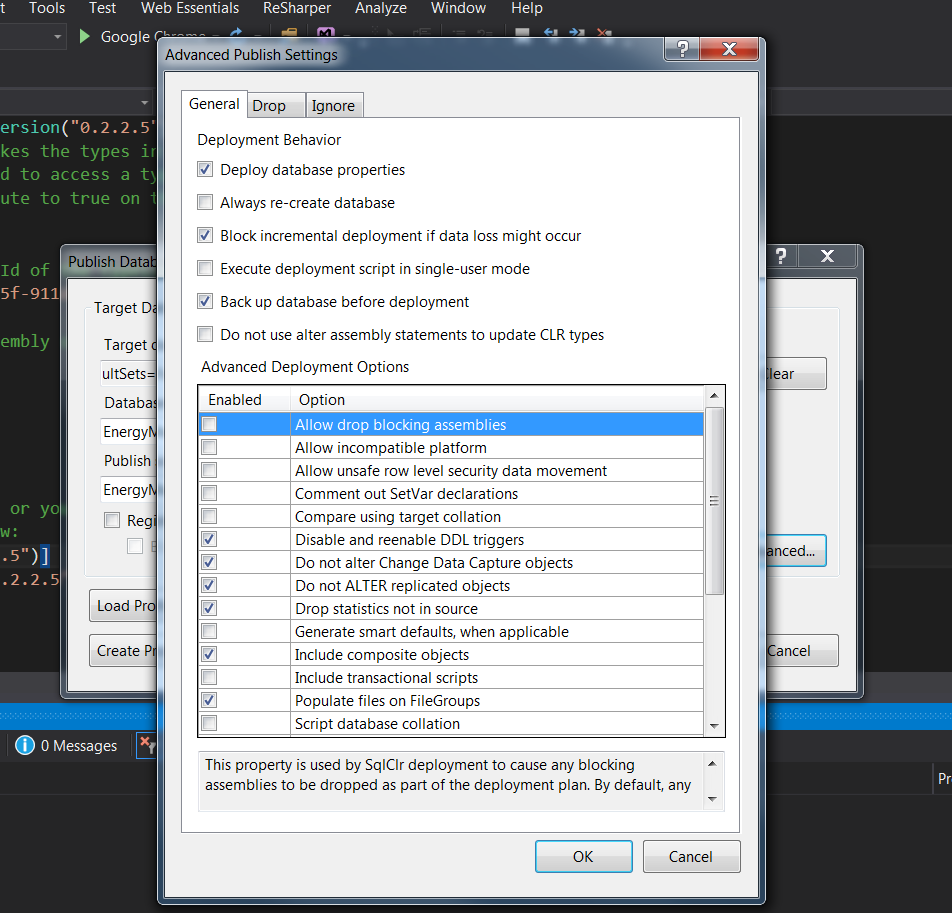 Tools Test Web Essentials ReSharper Analyze Window Help
Google Chrome
Advanced Publish Settings
General Drop Ignore
Deployment Behavior
Deploy database properties
Always re-create database
Block incremental deployment if data loss might occur
Execute deployment script in single-user mode
Back up database before deployment
Do not use alter assembly statements to update CLR types
Advanced Deployment Options
Enabled Option
Allow drop blocking assemblies
Allow incompatible platform
Allow unsafe row level security data movement
Comment out SetVar declarations
Compare using target collation
Disable and reenable DDL triggers
Do not alter Change Data Capture objects
Do not ALTER replicated objects
Drop statistics not in source
Generate smart defaults, when applicable
Include composite objects
Include transactional scripts
Populate files on FileGroups
Script database collation
This property is used by SqlClr deployment to cause any blocking
assemblies to be dropped as part of the deployment plan. By default, any
OK Cancel
ersion("0.2.2.5"
kes the types in
d to access a ty
ute to true on t
Id of
5f-911
embly
or yo
w:
.5")]
.2.2.5
Publish Datab
Target Da
Target
ultSets=
lear
Databas
EnergyM
Publish
EnergyM
Regi
anced...
Load Pro
Create Pr
Cancel
0 Messages
Pr